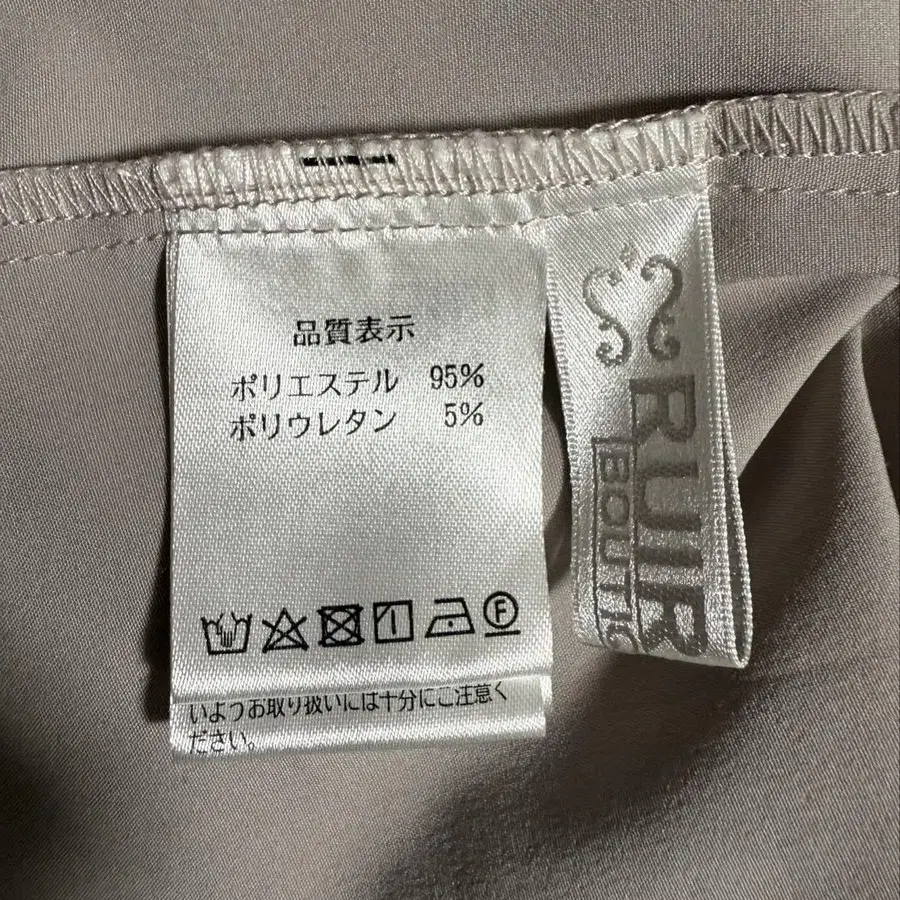 品質表示
ポリエステル 95%
ポリウレタン 5%
F
いようお取り扱いには十分にご注意く
ださい。
RUIR
BOUTIQ